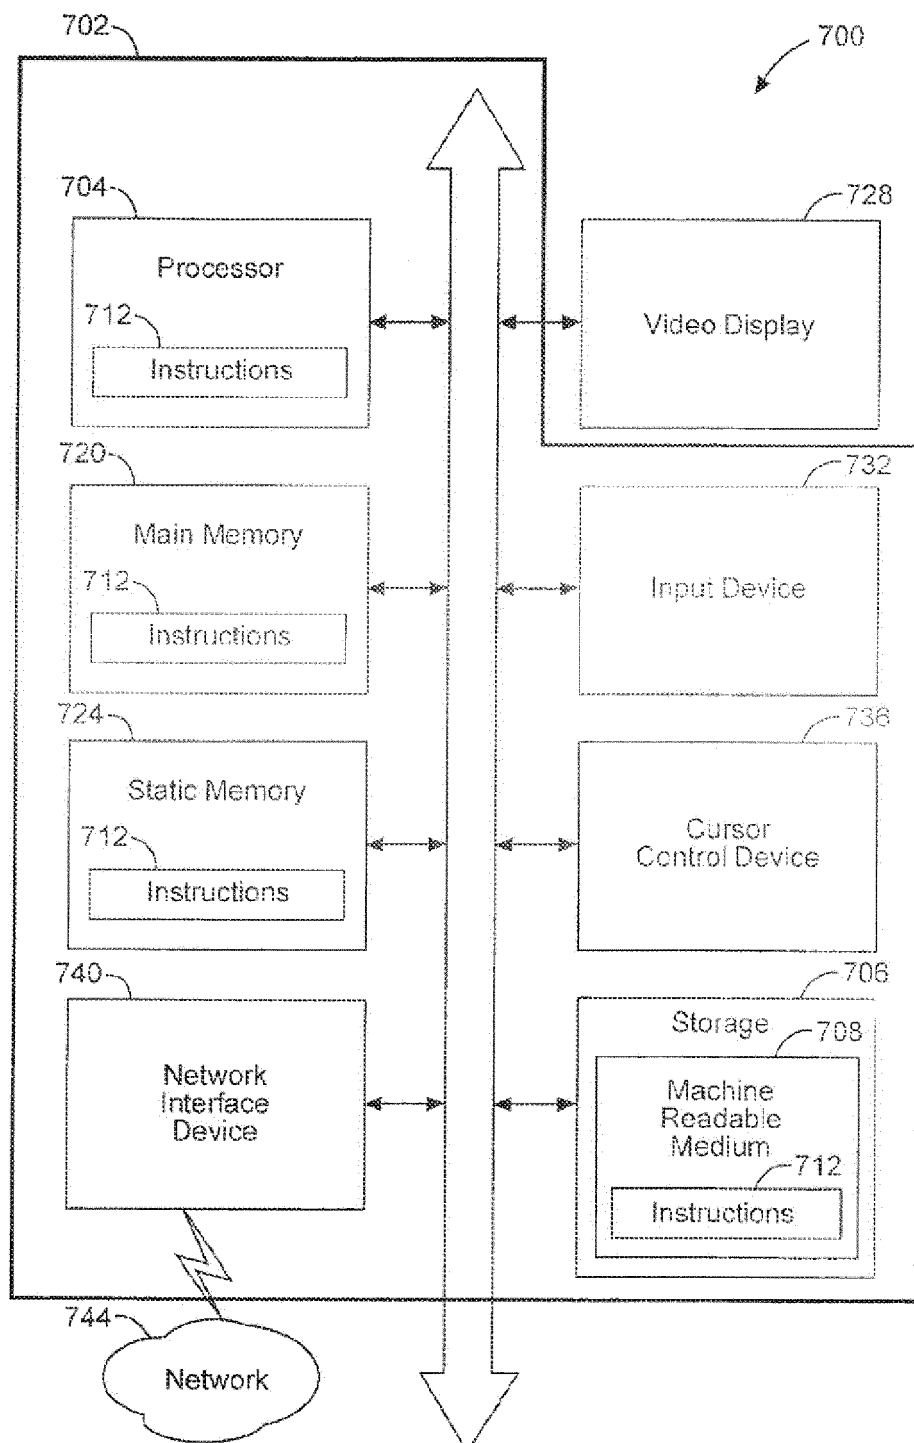 702
700
704
Processor
712
Instructions
728
Video Display
720
Main Memory
712
Instructions
732
Input Device
724
Static Memory
712
Instructions
736
Cursor
Control Device
740
Network
Interface
Device
706
Storage
708
Machine
Readable
Medium
712
Instructions
744
Network